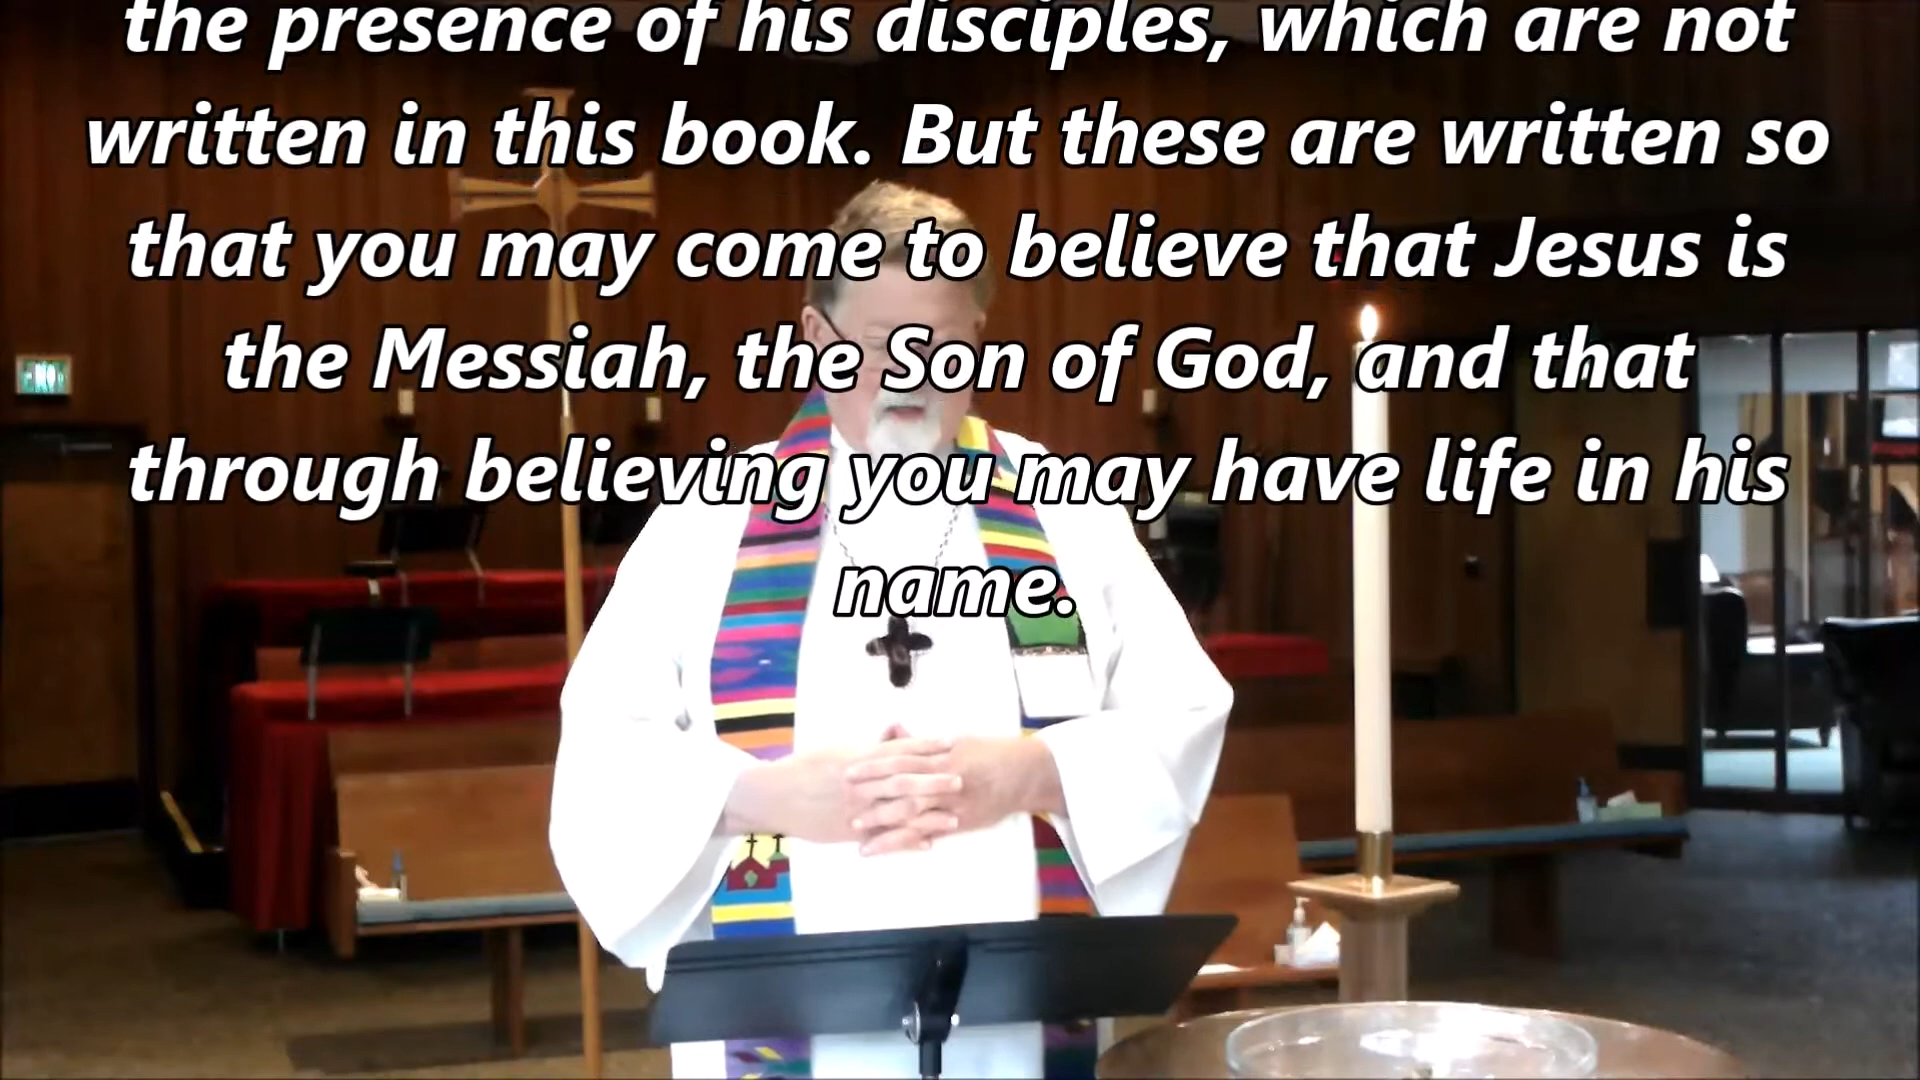 the presence of his disciples, which are not
written in this book. But these are written so
that you may come to believe that Jesus is
the Messiah, the Son of God, and that
through believing you may have life in his
name.